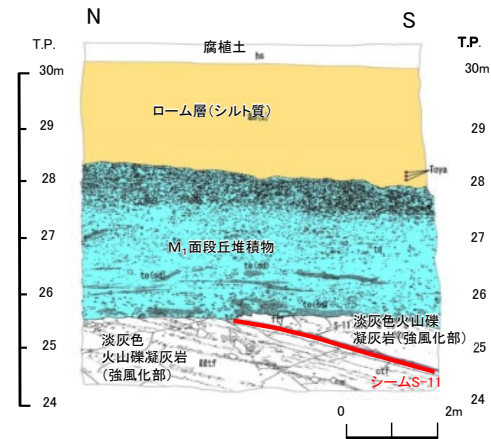 N
S
T.P.
T.P.
腐植土
hs
30m
30m
ローム層(シルト質)
29
29
Toya
28
28
M₁面段丘堆積物
27
27
26
26
淡灰色火山礫
凝灰岩(強風化部)
淡灰色
火山礫凝灰岩
(強風化部)
25
25
シームS-11
24
24
0
2m